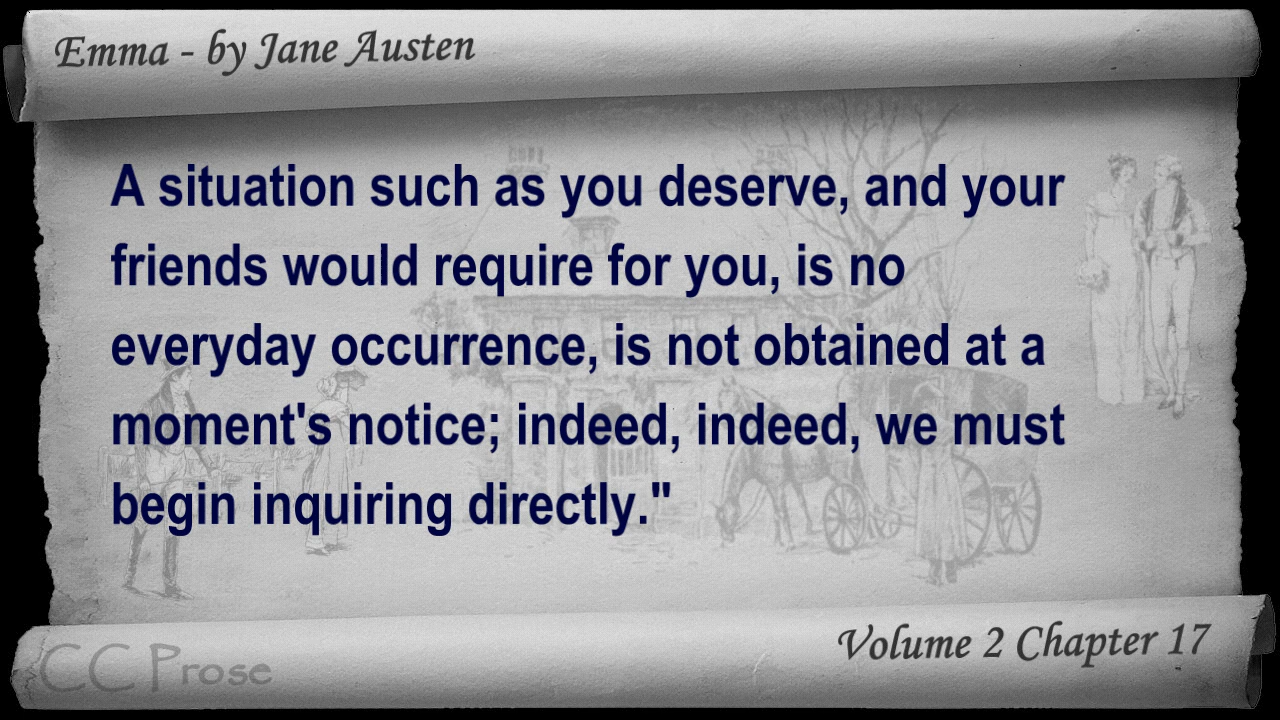 Emma - by Jane Austen
A situation such as you deserve, and your
friends would require for you, is no
everyday occurrence, is not obtained at a
moment's notice; indeed, indeed, we must
begin inquiring directly."
Volume 2 Chapter 17
CC Prose